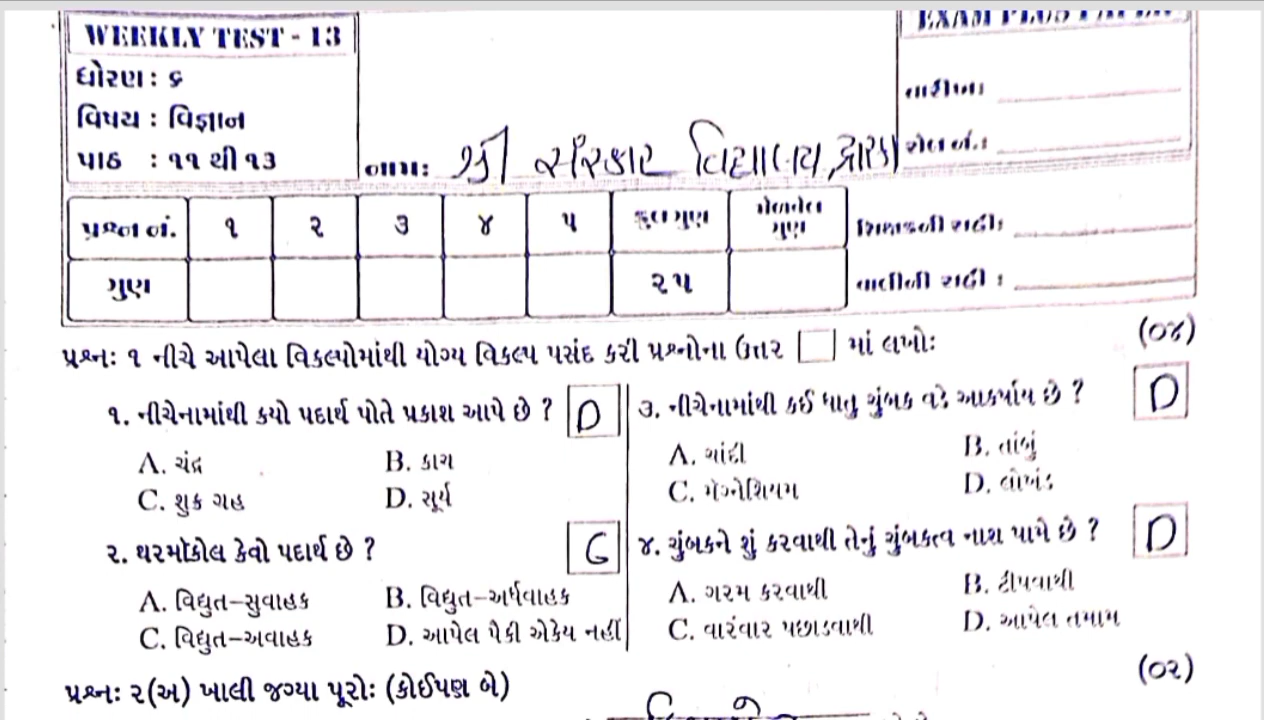 WEEKLY TEST - 13
EXAM PLUS PAPER
ધોરણ : ૬
વિષય : વિજ્ઞાન
પાઠ : ૧૧ થી ૧૩
નામ: શ્રી સંસ્કાર વિદ્યાલય,
તારીખ:
રોલ નં.:
પ્રશ્ન નં. ૧ ૨ ૩ ૪ ૫ કુલ ગુણ મેળવેલ ગુણ
શિક્ષકની સહી:
ગુણ ૨૫
વાલીની સહી :
પ્રશ્ન: ૧ નીચે આપેલા વિકલ્પોમાંથી યોગ્ય વિકલ્પ પસંદ કરી પ્રશ્નોના ઉત્તર માં લખો: (૦૪)
૧. નીચેનામાંથી કયો પદાર્થ પોતે પ્રકાશ આપે છે ? D
A. ચંદ્ર B. કાચ
C. શુક્ર ગ્રહ D. સૂર્ય
૨. થરમૉકોલ કેવો પદાર્થ છે ? C
A. વિદ્યુત-સુવાહક B. વિદ્યુત-અર્ધવાહક
C. વિદ્યુત-અવાહક D. આપેલ પૈકી એકેય નહીં
૩. નીચેનામાંથી કઈ ધાતુ ચુંબક વડે આકર્ષાય છે ? D
A. ચાંદી B. તાંબું
C. મૅગ્નેશિયમ D. લોખંડ
૪. ચુંબકને શું કરવાથી તેનું ચુંબકત્વ નાશ પામે છે ? D
A. ગરમ કરવાથી B. ટીપવાથી
C. વારંવાર પછાડવાથી D. આપેલ તમામ
પ્રશ્ન: ૨(અ) ખાલી જગ્યા પૂરો: (કોઈપણ બે) (૦૨)